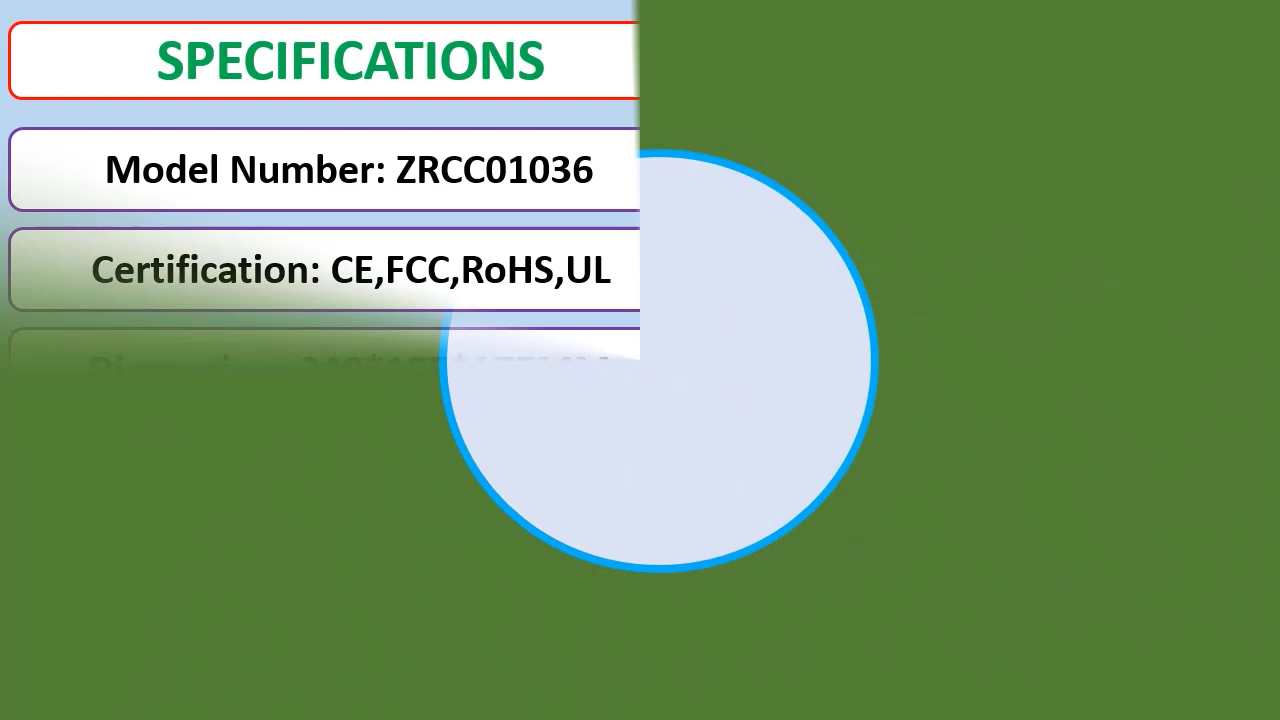 SPECIFICATIONS
Model Number: ZRCC01036
Certification: CE,FCC,RoHS,UL